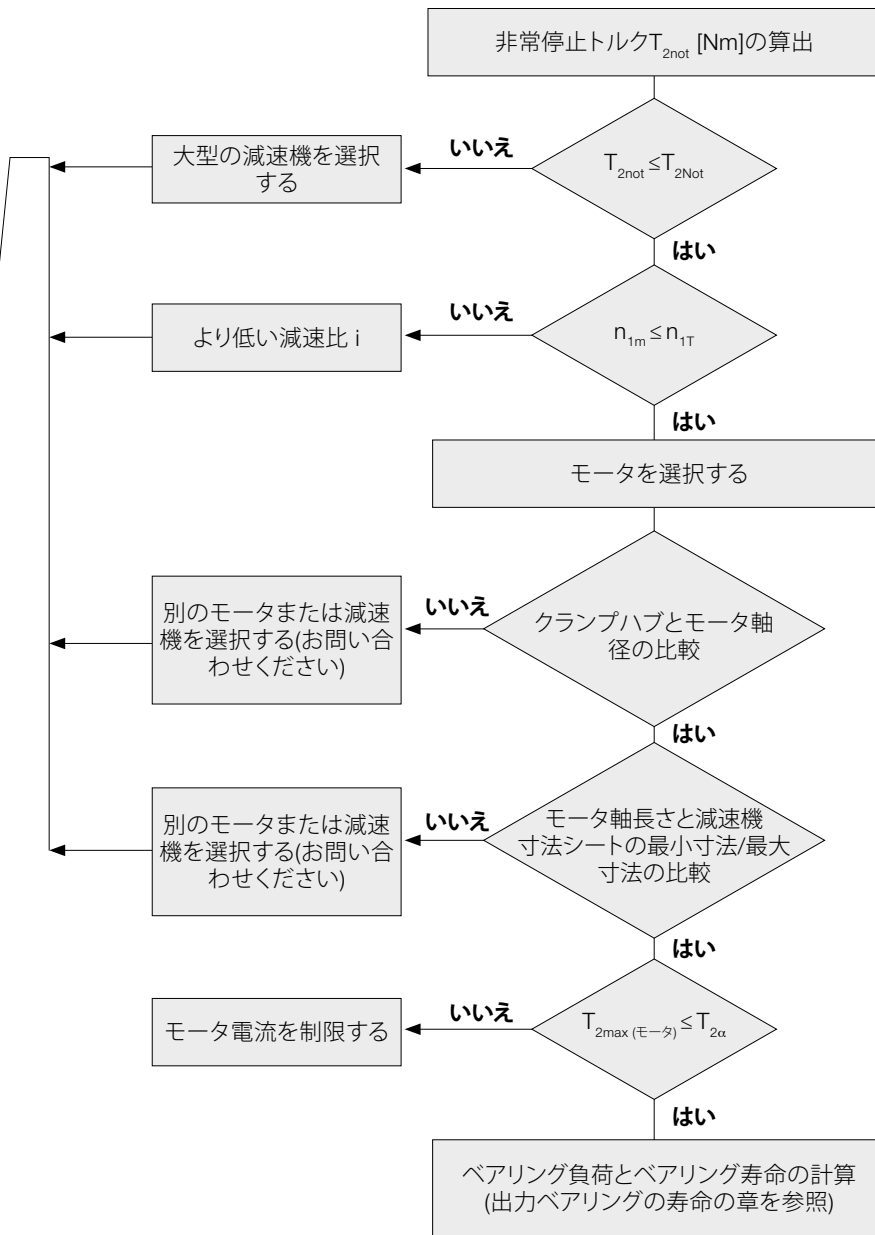 非常停止トルクT2not [Nm]の算出
いいえ
大型の減速機を選択
する
T2not ≤T2Not
はい
いいえ
より低い減速比 i
n1m ≤ n1T
はい
モータを選択する
いいえ
別のモータまたは減速
機を選択する(お問い合
わせください)
クランプハブとモータ軸
径の比較
はい
いいえ
別のモータまたは減速
機を選択する(お問い合
わせください)
モータ軸長さと減速機
寸法シートの最小寸法/最大
寸法の比較
はい
いいえ
モータ電流を制限する
T2max (モータ) ≤ T2α
はい
ベアリング負荷とベアリング寿命の計算
(出力ベアリングの寿命の章を参照)